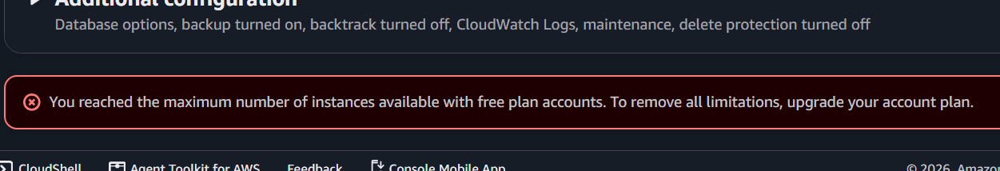 Additional configuration
Database options, backup turned on, backtrack turned off, CloudWatch Logs, maintenance, delete protection turned off
You reached the maximum number of instances available with free plan accounts. To remove all limitations, upgrade your account plan.
CloudShell Agent Toolkit for AWS Feedback Console Mobile App © 2026, Amazon